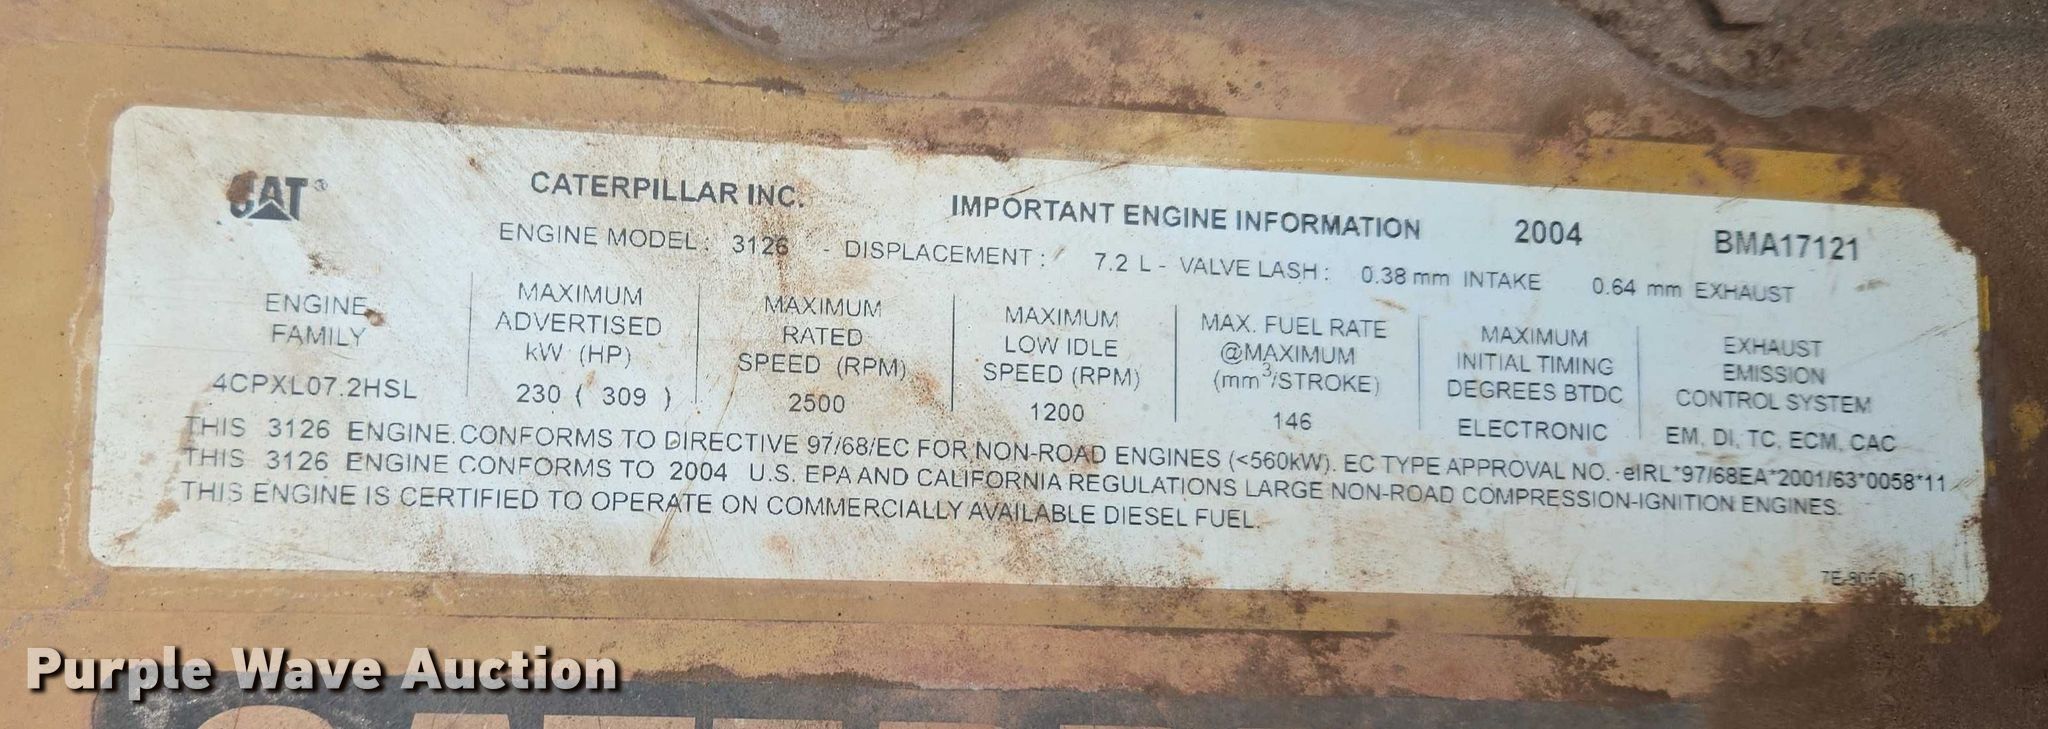 CAT® CATERPILLAR INC. IMPORTANT ENGINE INFORMATION 2004 BMA17121
ENGINE MODEL: 3126 - DISPLACEMENT: 7.2 L - VALVE LASH: 0.38 mm INTAKE 0.64 mm EXHAUST
ENGINE
FAMILY
4CPXL07.2HSL
MAXIMUM
ADVERTISED
kW (HP)
230 ( 309 )
MAXIMUM
RATED
SPEED (RPM)
2500
MAXIMUM
LOW IDLE
SPEED (RPM)
1200
MAX. FUEL RATE
@MAXIMUM
(mm³/STROKE)
146
MAXIMUM
INITIAL TIMING
DEGREES BTDC
ELECTRONIC
EXHAUST
EMISSION
CONTROL SYSTEM
EM, DI, TC, ECM, CAC
THIS 3126 ENGINE CONFORMS TO DIRECTIVE 97/68/EC FOR NON-ROAD ENGINES (<560kW). EC TYPE APPROVAL NO. eIRL*97/68EA*2001/63*0058*11
THIS 3126 ENGINE CONFORMS TO 2004 U.S. EPA AND CALIFORNIA REGULATIONS LARGE NON-ROAD COMPRESSION-IGNITION ENGINES.
THIS ENGINE IS CERTIFIED TO OPERATE ON COMMERCIALLY AVAILABLE DIESEL FUEL.
Purple Wave Auction